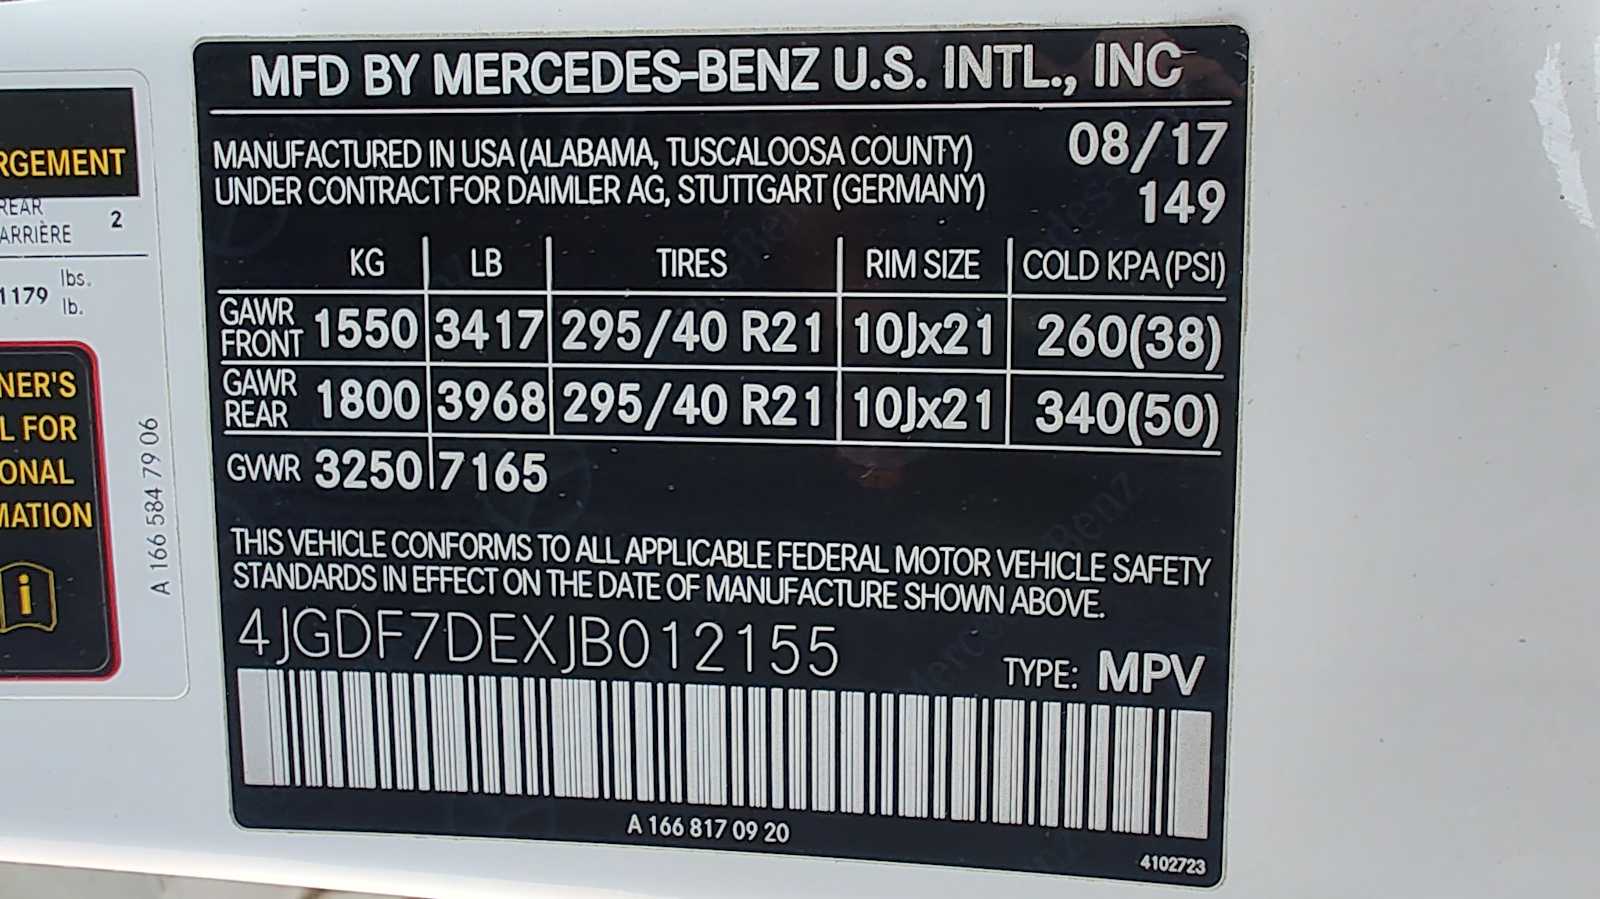 RGEMENT
REAR
ARRIÈRE 2
1179 lbs.
lb.
NER'S
L FOR
ONAL
MATION
A 166 584 79 06
MFD BY MERCEDES-BENZ U.S. INTL., INC
MANUFACTURED IN USA (ALABAMA, TUSCALOOSA COUNTY) 08/17
UNDER CONTRACT FOR DAIMLER AG, STUTTGART (GERMANY) 149
KG LB TIRES RIM SIZE COLD KPA (PSI)
GAWR FRONT 1550 3417 295/40 R21 10Jx21 260(38)
GAWR REAR 1800 3968 295/40 R21 10Jx21 340(50)
GVWR 3250 7165
THIS VEHICLE CONFORMS TO ALL APPLICABLE FEDERAL MOTOR VEHICLE SAFETY
STANDARDS IN EFFECT ON THE DATE OF MANUFACTURE SHOWN ABOVE.
4JGDF7DEXJB012155
TYPE: MPV
A 166 817 09 20
4102723